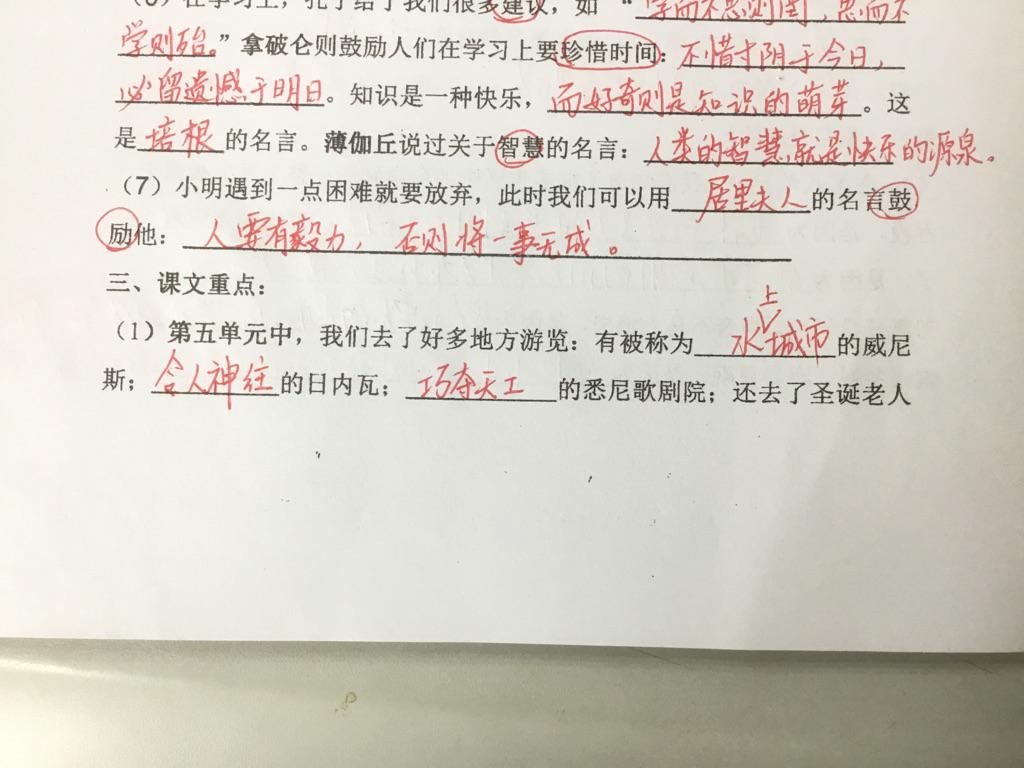 （6）在学习上，孔子给了我们很多建议，如“学而不思则罔，思而不
学则殆。”拿破仑则鼓励人们在学习上要珍惜时间：不惜寸阴于今日，
必留遗憾于明日。知识是一种快乐，而好奇则是知识的萌芽。这
是培根的名言。薄伽丘说过关于智慧的名言：人类的智慧就是快乐的源泉。
（7）小明遇到一点困难就要放弃，此时我们可以用居里夫人的名言鼓
励他：人要有毅力，否则将一事无成。
三、课文重点：
（1）第五单元中，我们去了好多地方游览：有被称为水上城市的威尼
斯；令人神往的日内瓦；巧夺天工的悉尼歌剧院；还去了圣诞老人